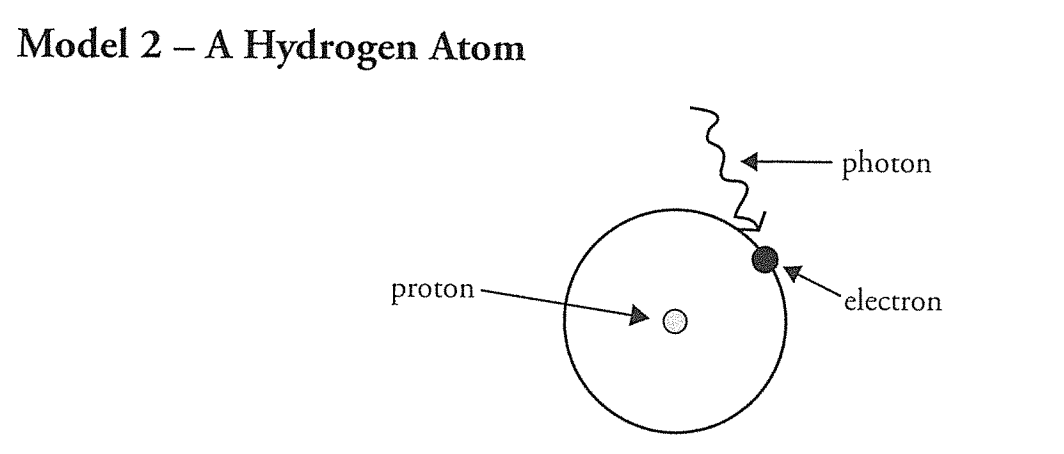 Model 2 – A Hydrogen Atom
photon
proton
electron